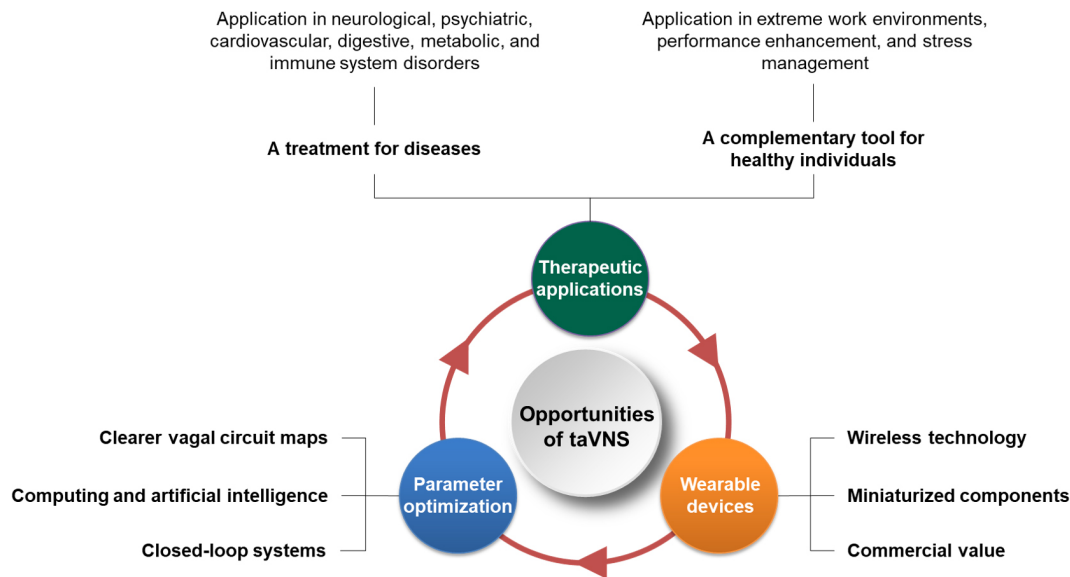 Application in neurological, psychiatric,
cardiovascular, digestive, metabolic, and
immune system disorders
Application in extreme work environments,
performance enhancement, and stress
management
A treatment for diseases
A complementary tool for
healthy individuals
Therapeutic
applications
Opportunities
of taVNS
Clearer vagal circuit maps
Computing and artificial intelligence
Closed-loop systems
Parameter
optimization
Wearable
devices
Wireless technology
Miniaturized components
Commercial value